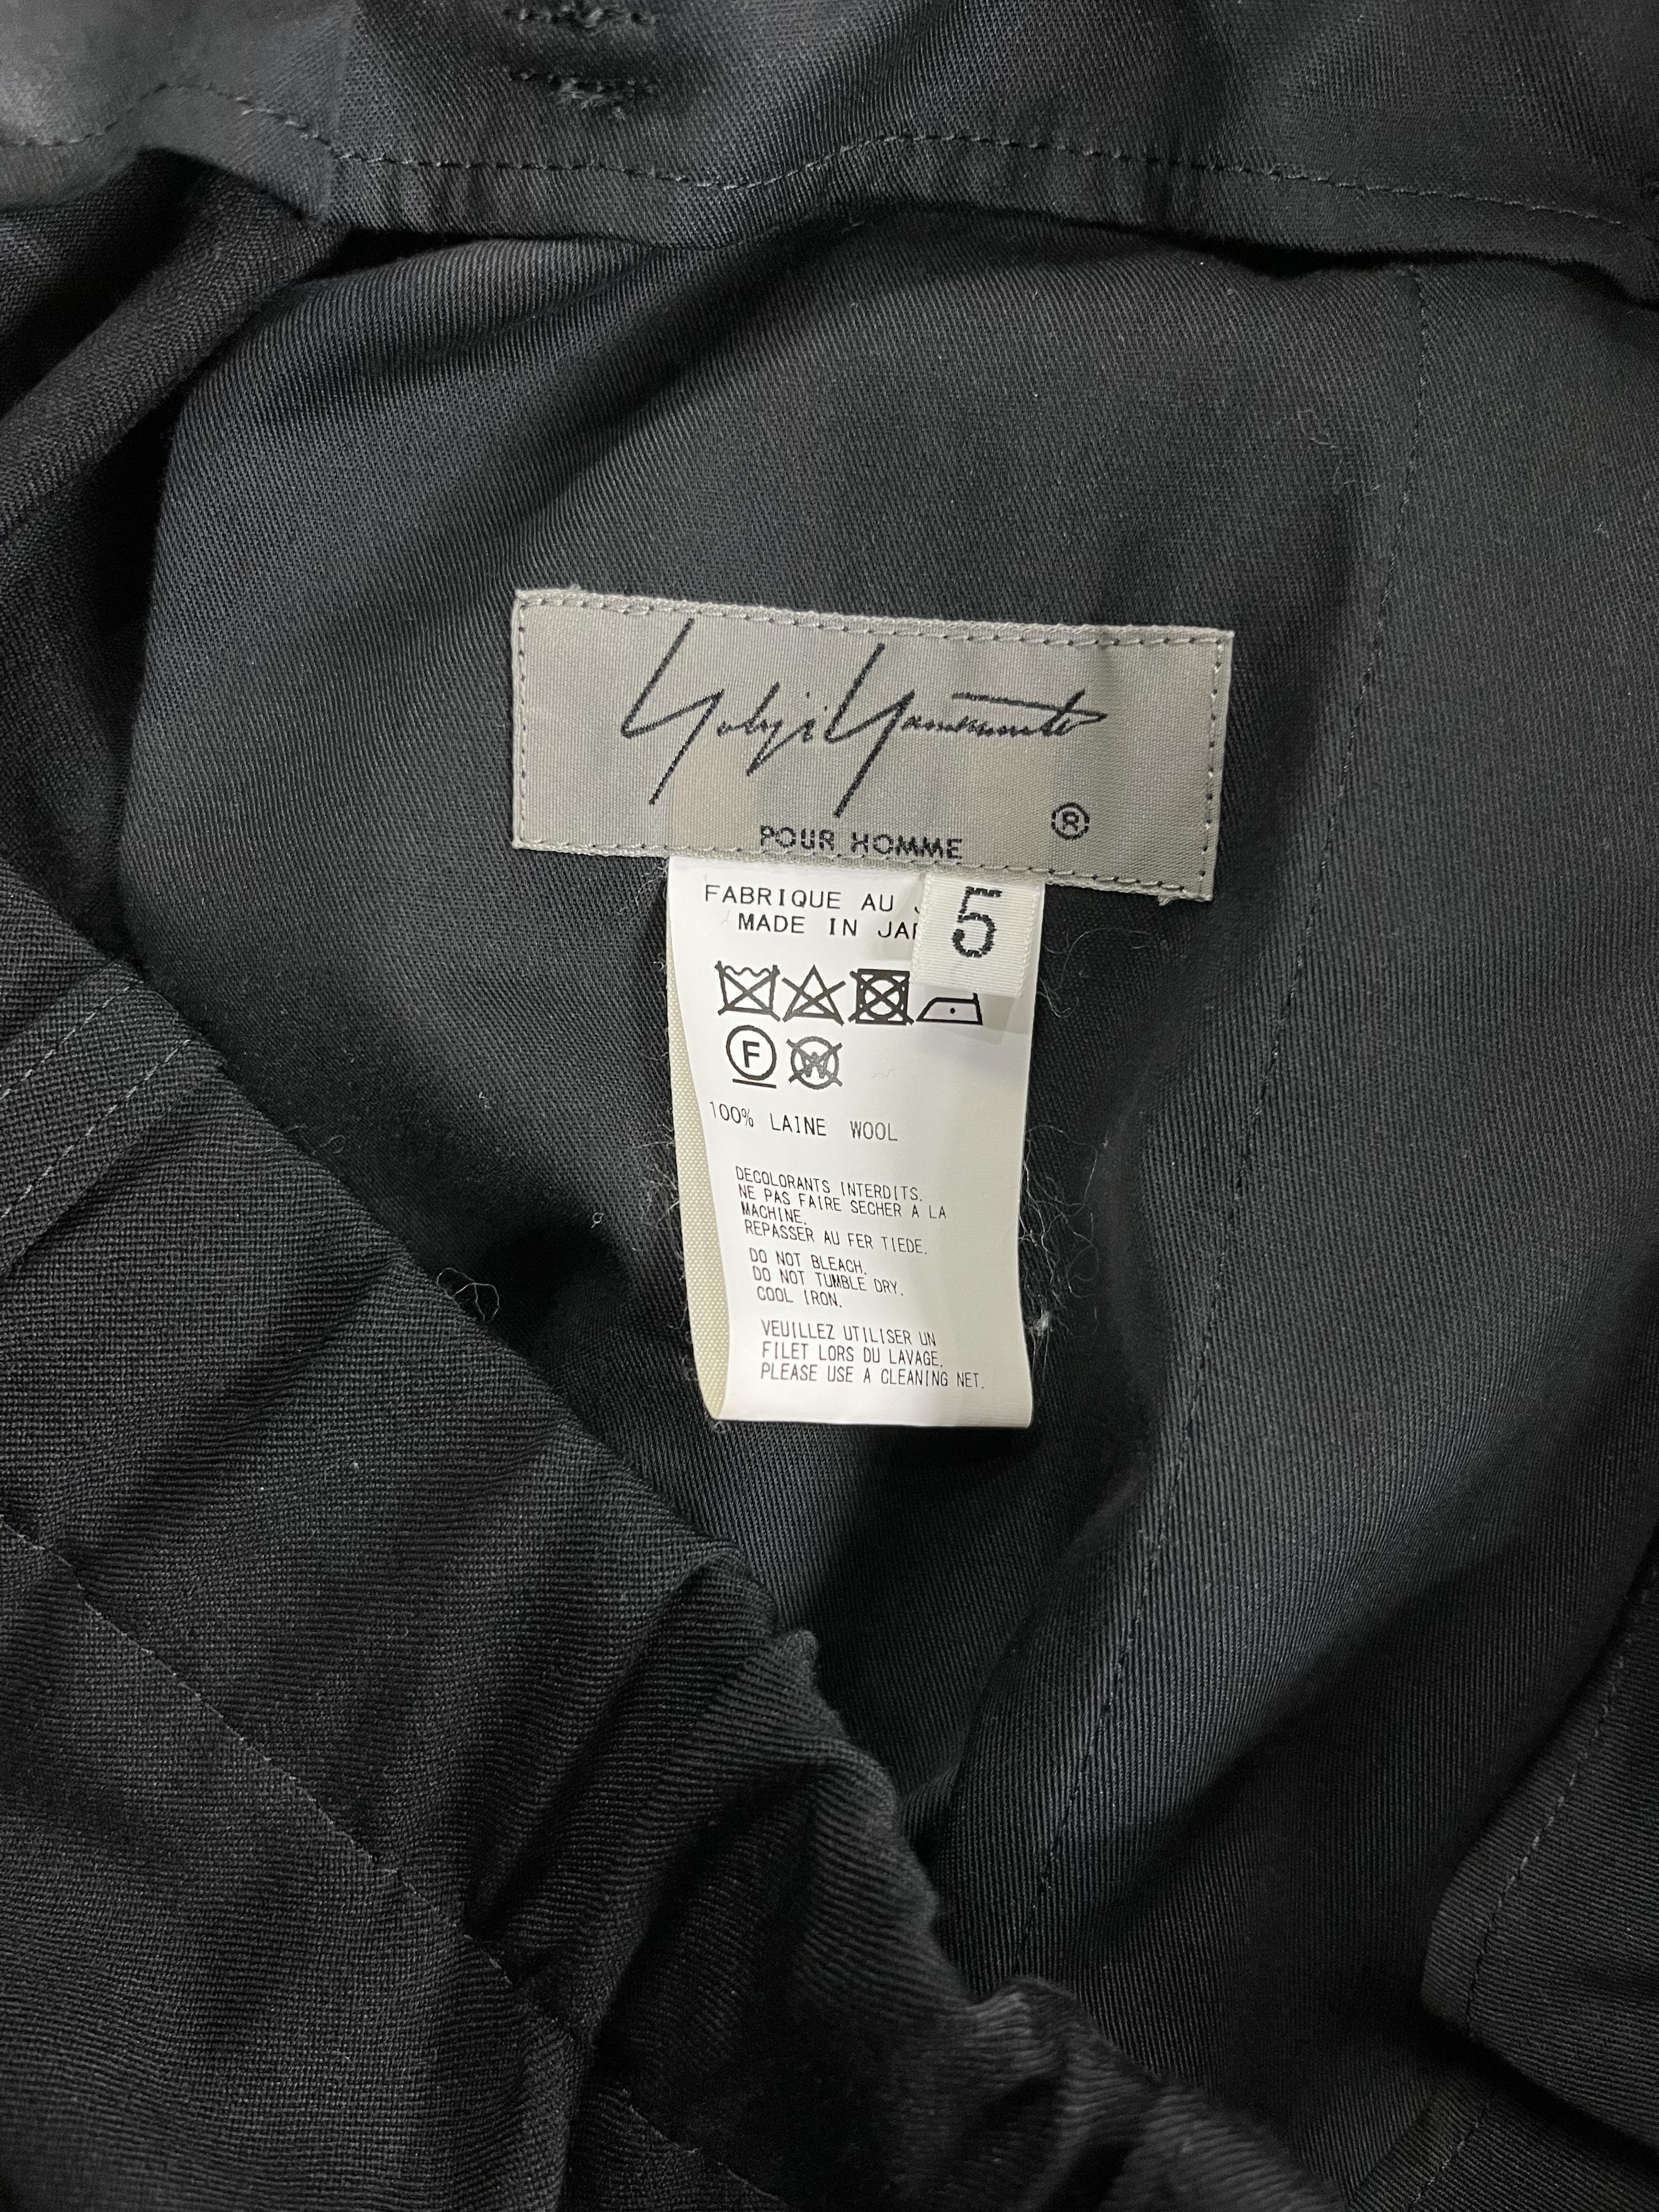 Yohji Yamamoto
®
POUR HOMME
5
FABRIQUE AU
MADE IN
F W
100% LAINE WOOL
DECOLORANTS INTERDITS.
NE PAS FAIRE SECHER A LA
MACHINE.
REPASSER AU FER TIEDE.
DO NOT BLEACH.
DO NOT TUMBLE DRY.
COOL IRON.
VEUILLEZ UTILISER UN
FILET LORS DU LAVAGE.
PLEASE USE A CLEANING NET.